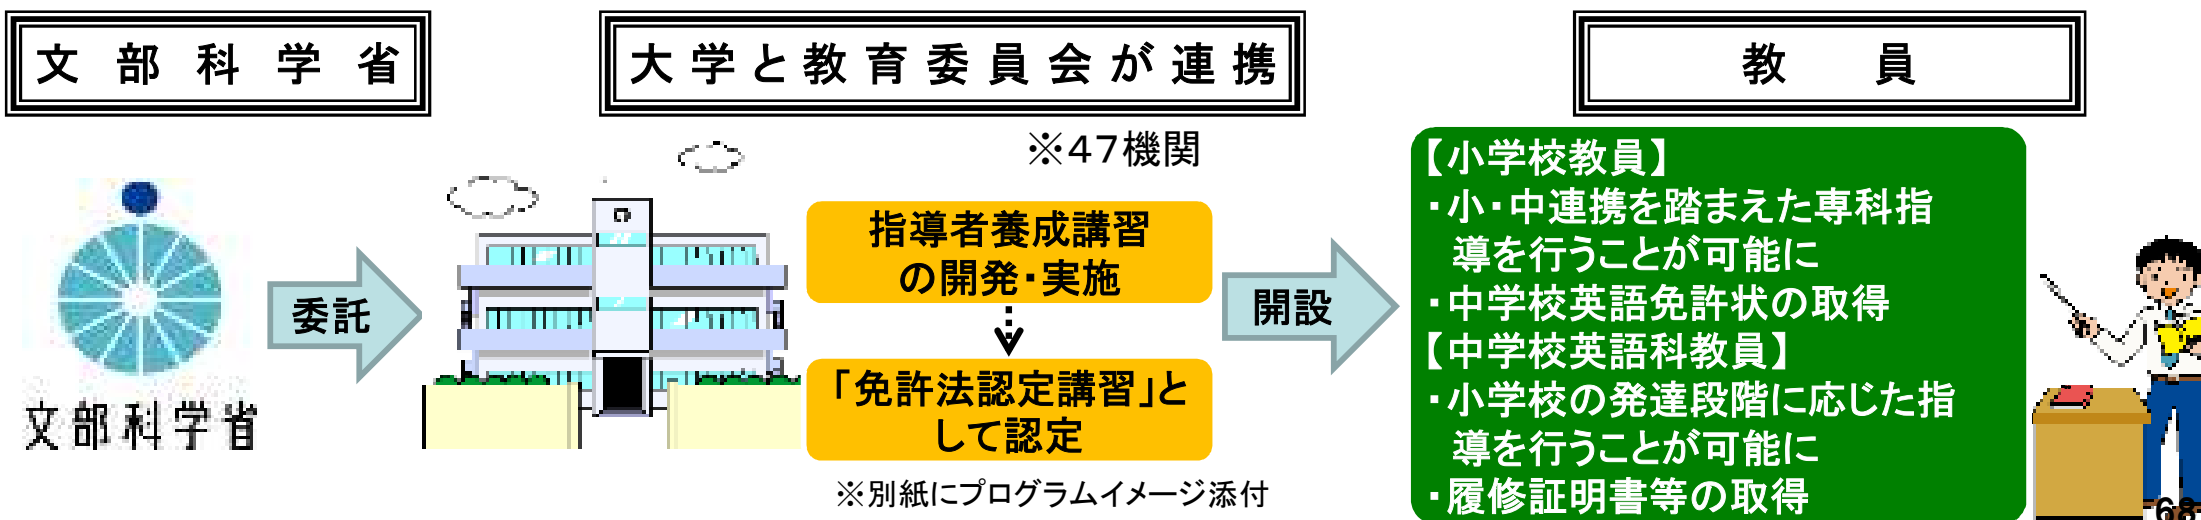 文部科学省
大学と教育委員会が連携
教員
※47機関
文部科学省
委託
指導者養成講習
の開発・実施
「免許法認定講習」と
して認定
※別紙にプログラムイメージ添付
開設
【小学校教員】
・小・中連携を踏まえた専科指
導を行うことが可能に
・中学校英語免許状の取得
【中学校英語科教員】
・小学校の発達段階に応じた指
導を行うことが可能に
・履修証明書等の取得
68